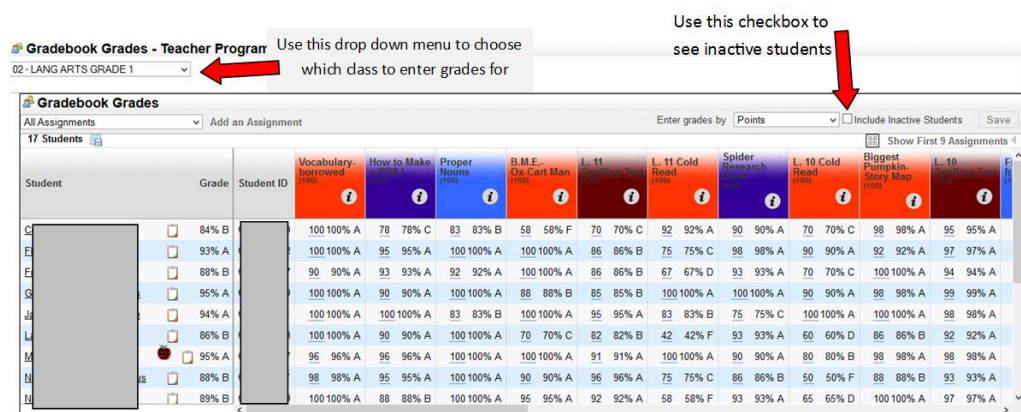 Use this checkbox to
see inactive students
Gradebook Grades - Teacher Program
Use this drop down menu to choose
which class to enter grades for
02 - LANG ARTS GRADE 1
Gradebook Grades
All Assignments Add an Assignment Enter grades by Points Include Inactive Students Save
17 Students Show First 9 Assignments
Student Grade Student ID
Vocabulary- How to Make Proper B.M.E.- L. 11 L. 11 Cold Spider L. 10 Cold Biggest L. 10
borrowed Nouns Ox-Cart Man Spelling Test Read Research Read Pumpkin- Spelling Test
Story Map
(100) (100) (100) (100) (100) (100)
84% B 100 100% A 78 78% C 83 83% B 58 58% F 70 70% C 92 92% A 90 90% A 70 70% C 98 98% A 95 95% A
93% A 100 100% A 95 95% A 100 100% A 100 100% A 86 86% B 75 75% C 98 98% A 90 90% A 92 92% A 97 97% A
88% B 90 90% A 93 93% A 92 92% A 100 100% A 86 86% B 67 67% D 93 93% A 70 70% C 100 100% A 94 94% A
95% A 100 100% A 90 90% A 100 100% A 88 88% B 85 85% B 100 100% A 100 100% A 90 90% A 98 98% A 99 99% A
94% A 100 100% A 100 100% A 83 83% B 100 100% A 95 95% A 83 83% B 75 75% C 100 100% A 100 100% A 98 98% A
86% B 100 100% A 90 90% A 100 100% A 70 70% C 82 82% B 42 42% F 93 93% A 60 60% D 86 86% B 92 92% A
95% A 96 96% A 96 96% A 100 100% A 100 100% A 91 91% A 100 100% A 90 90% A 80 80% B 98 98% A 98 98% A
88% B 98 98% A 95 95% A 100 100% A 90 90% A 96 96% A 75 75% C 86 86% B 50 50% F 88 88% B 93 93% A
89% B 100 100% A 88 88% B 100 100% A 95 95% A 92 92% A 58 58% F 93 93% A 65 65% D 100 100% A 97 97% A